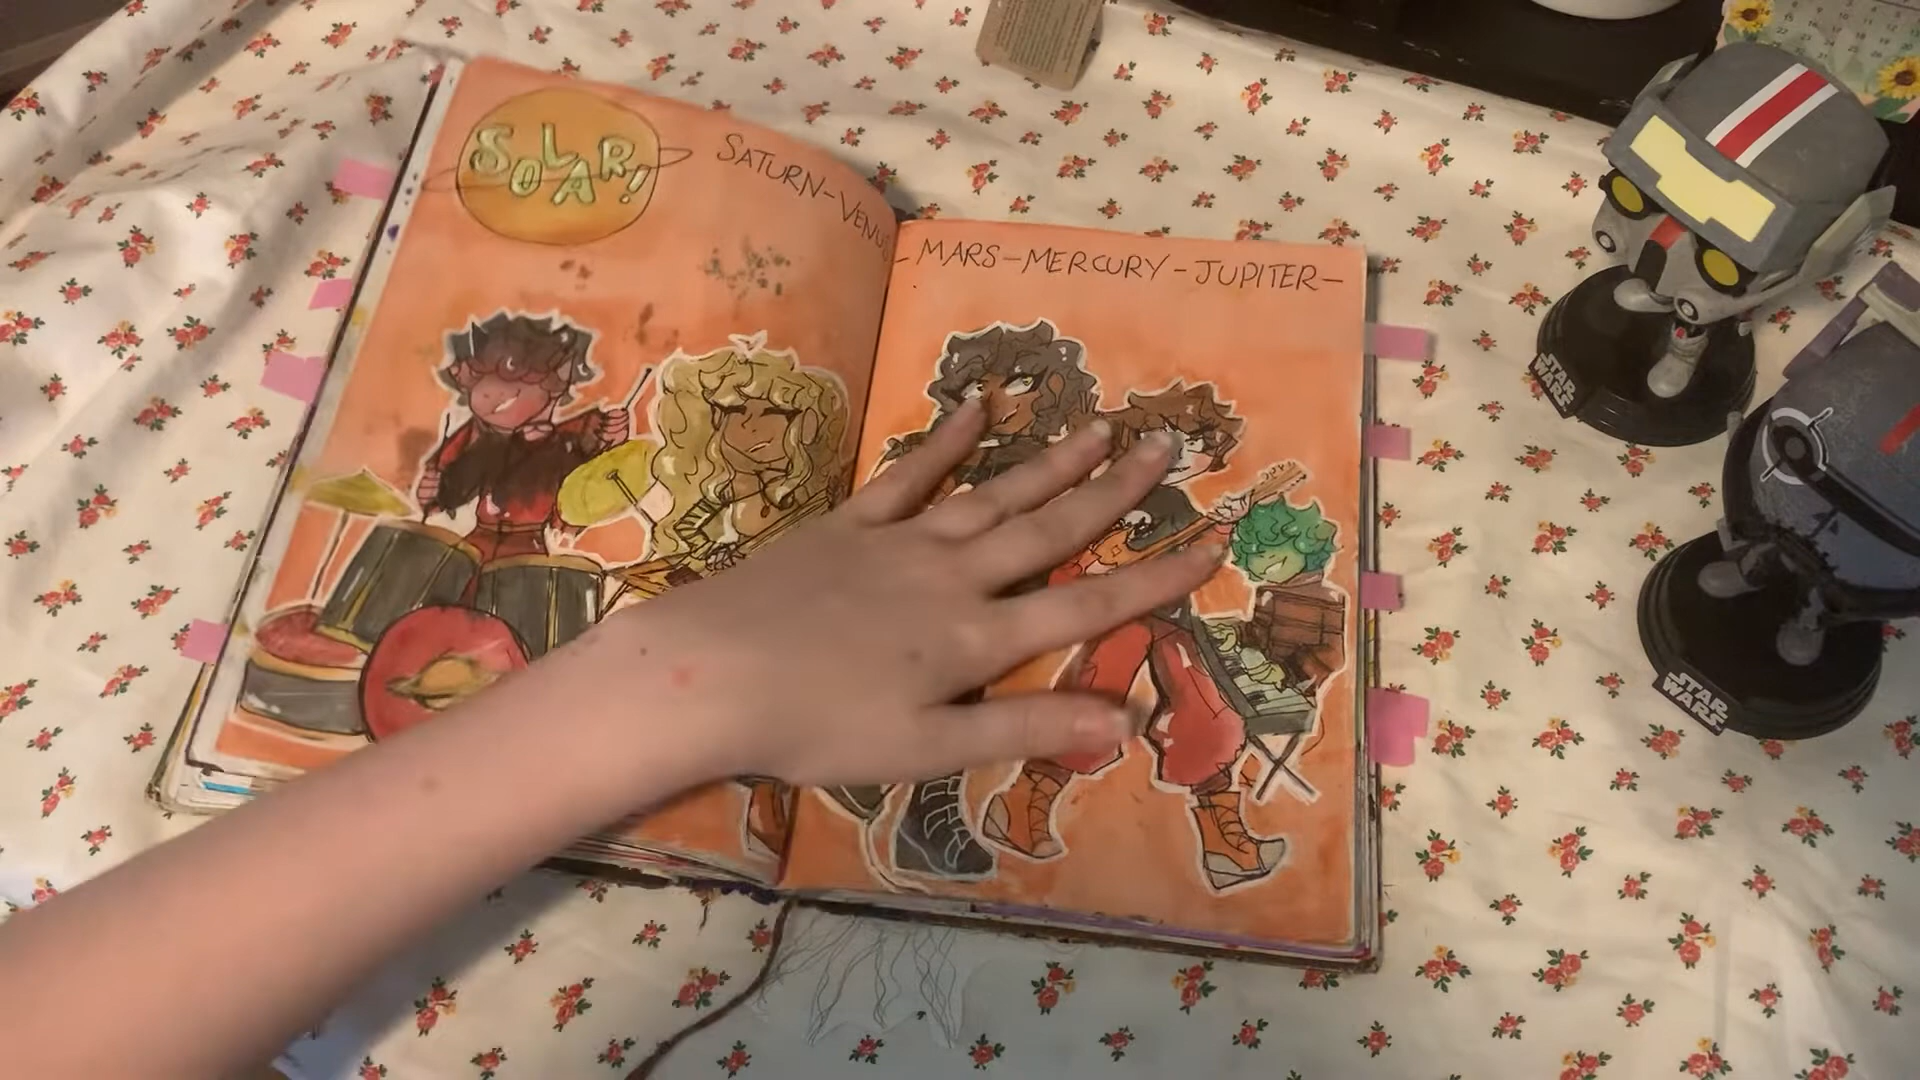 SOLAR!
SATURN-VENUS
-MARS-MERCURY-JUPITER-
STAR
WARS
STAR
WARS